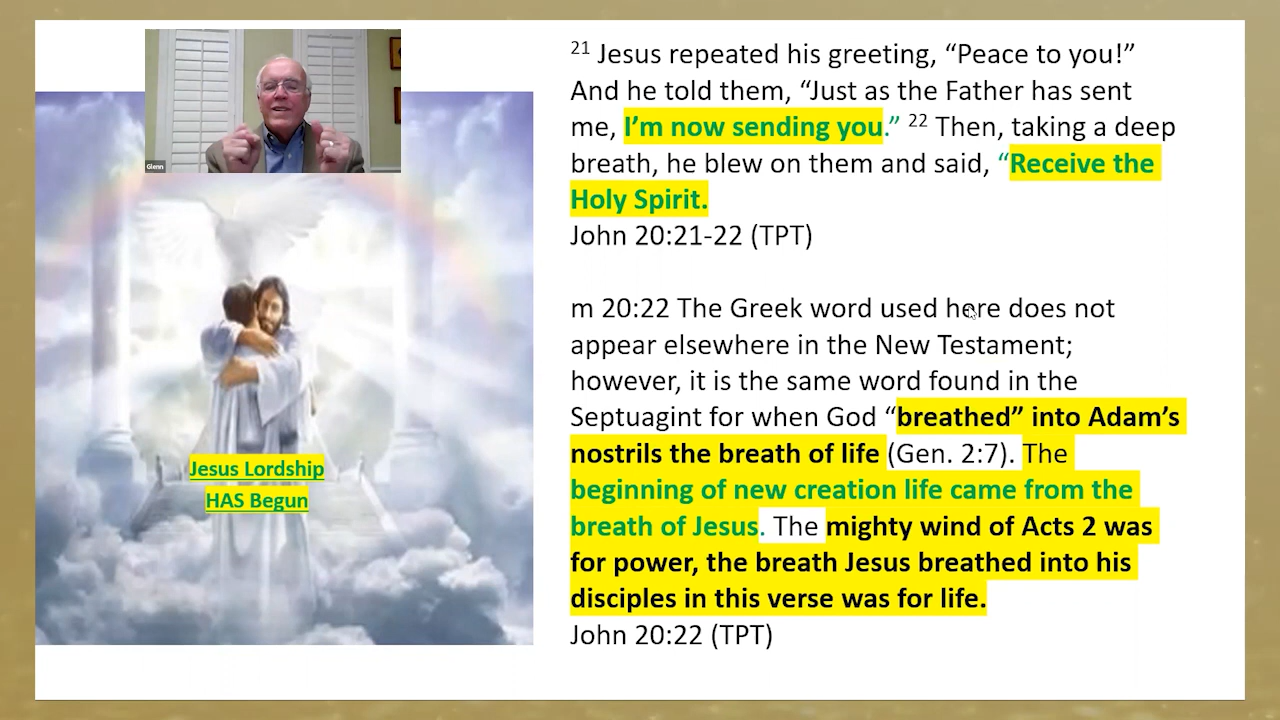 Glenn
Jesus Lordship
HAS Begun
21 Jesus repeated his greeting, “Peace to you!”
And he told them, “Just as the Father has sent
me, I’m now sending you.” 22 Then, taking a deep
breath, he blew on them and said, “Receive the
Holy Spirit.
John 20:21-22 (TPT)
m 20:22 The Greek word used here does not
appear elsewhere in the New Testament;
however, it is the same word found in the
Septuagint for when God “breathed” into Adam’s
nostrils the breath of life (Gen. 2:7). The
beginning of new creation life came from the
breath of Jesus. The mighty wind of Acts 2 was
for power, the breath Jesus breathed into his
disciples in this verse was for life.
John 20:22 (TPT)